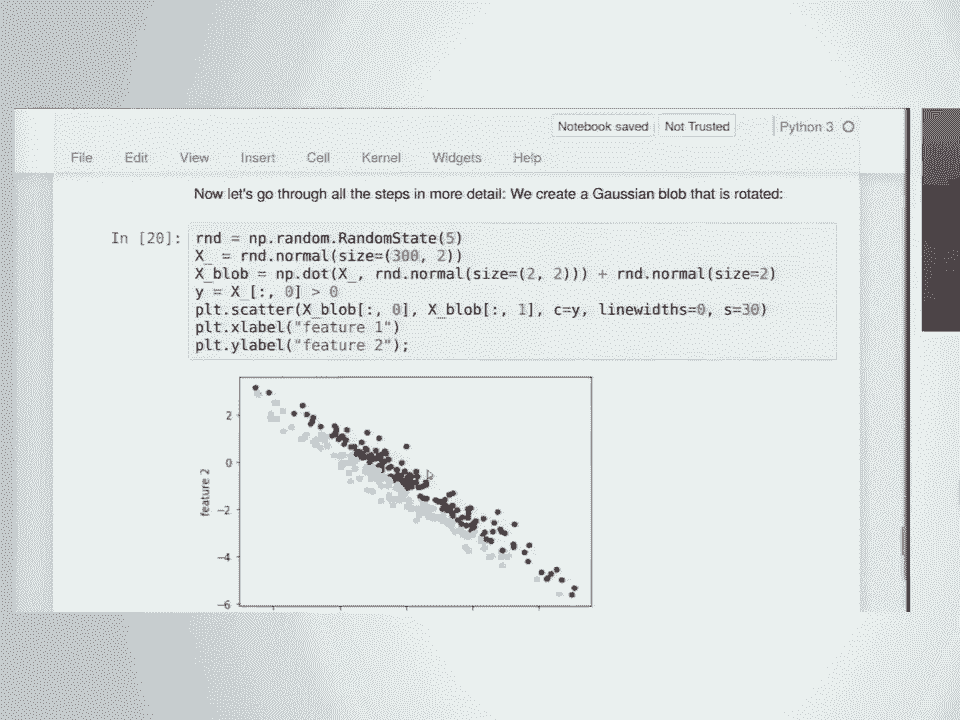 Notebook saved Not Trusted Python 3
File Edit View Insert Cell Kernel Widgets Help
Now let's go through all the steps in more detail: We create a Gaussian blob that is rotated:
In [20]: rnd = np.random.RandomState(5)
X_ = rnd.normal(size=(300, 2))
X_blob = np.dot(X_, rnd.normal(size=(2, 2))) + rnd.normal(size=2)
y = X_[:, 0] > 0
plt.scatter(X_blob[:, 0], X_blob[:, 1], c=y, linewidths=0, s=30)
plt.xlabel("feature 1")
plt.ylabel("feature 2");
2
0
−2
−4
−6
feature 2